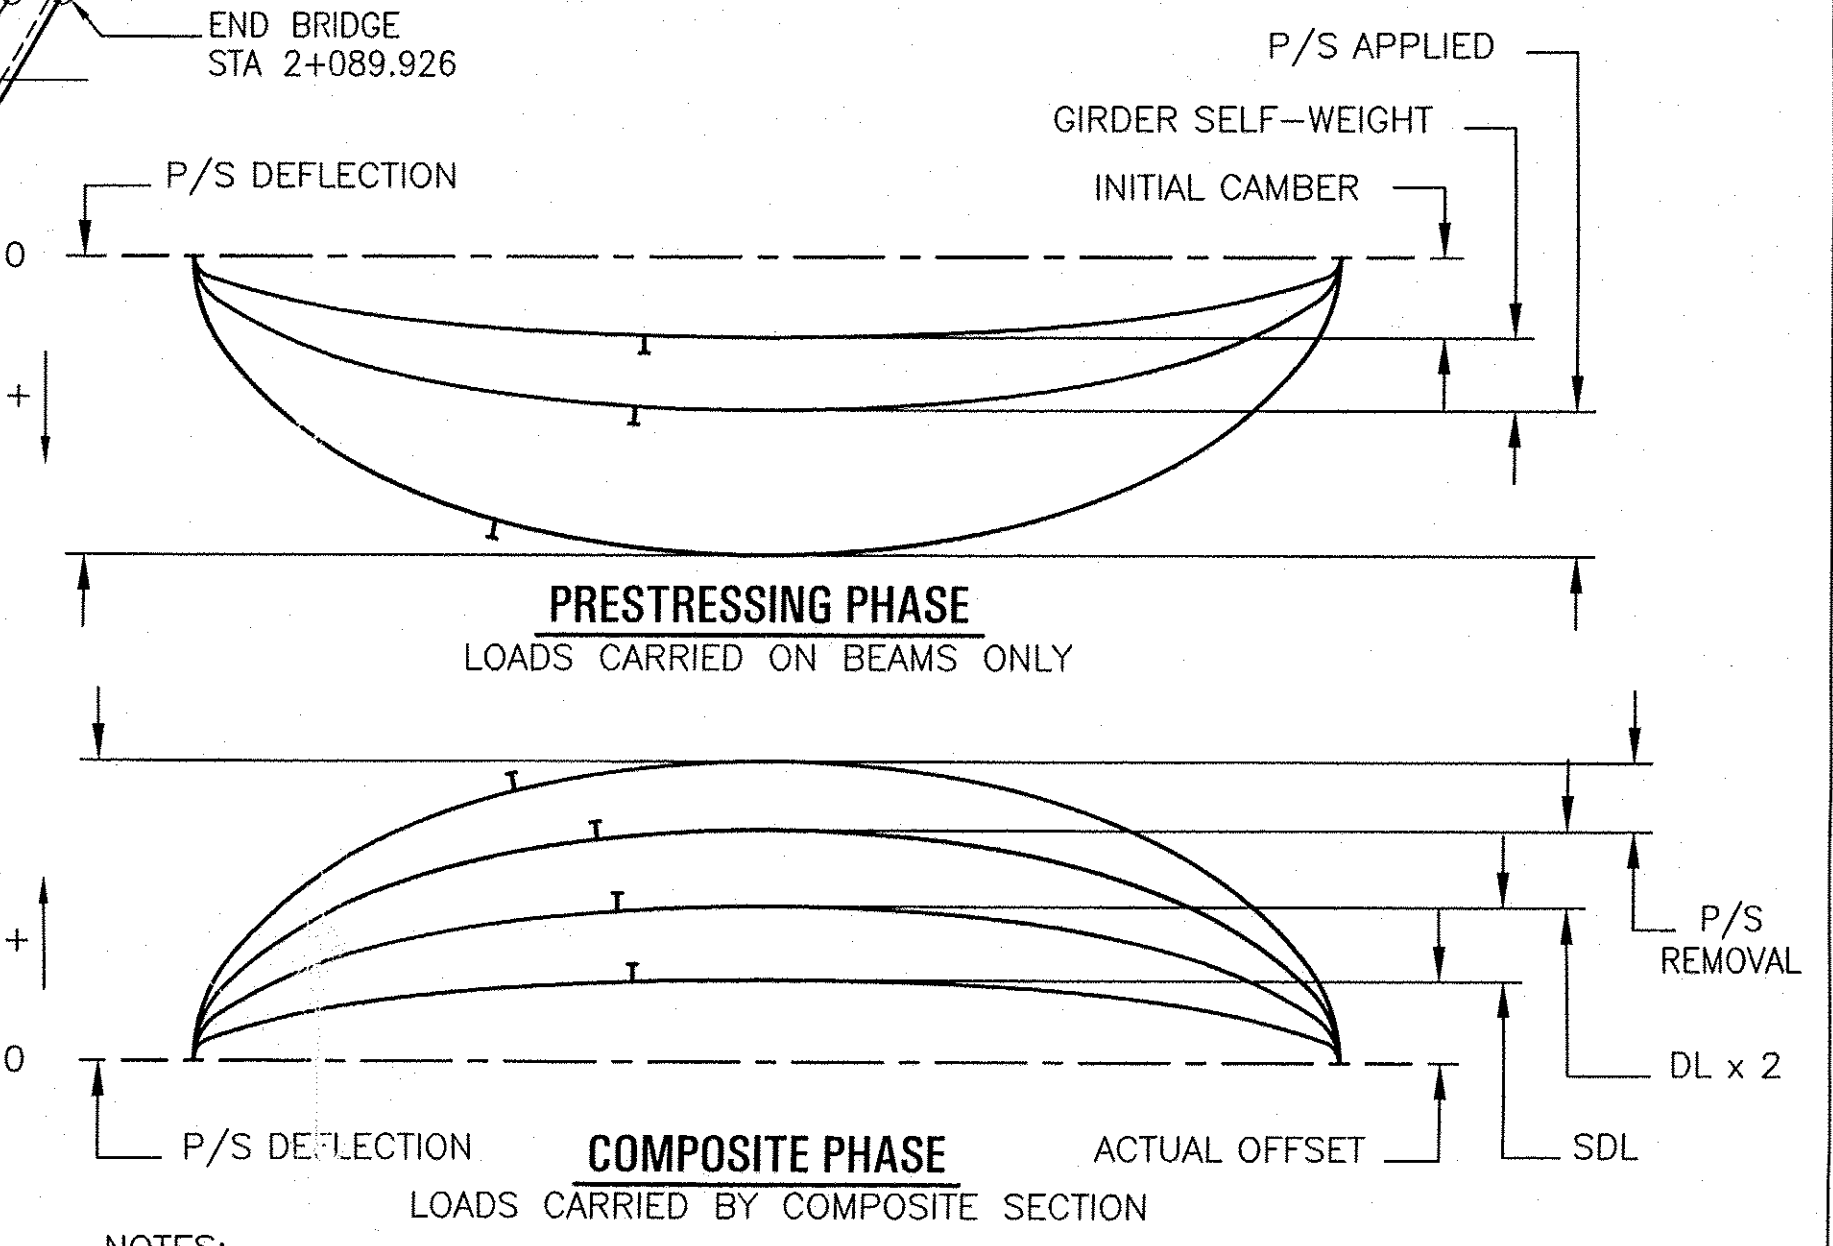 END BRIDGE
STA 2+089.926
P/S APPLIED
GIRDER SELF-WEIGHT
P/S DEFLECTION
INITIAL CAMBER
0
+
PRESTRESSING PHASE
LOADS CARRIED ON BEAMS ONLY
+
P/S
REMOVAL
0
DL x 2
P/S DEFLECTION
COMPOSITE PHASE
ACTUAL OFFSET
SDL
LOADS CARRIED BY COMPOSITE SECTION
NOTES: